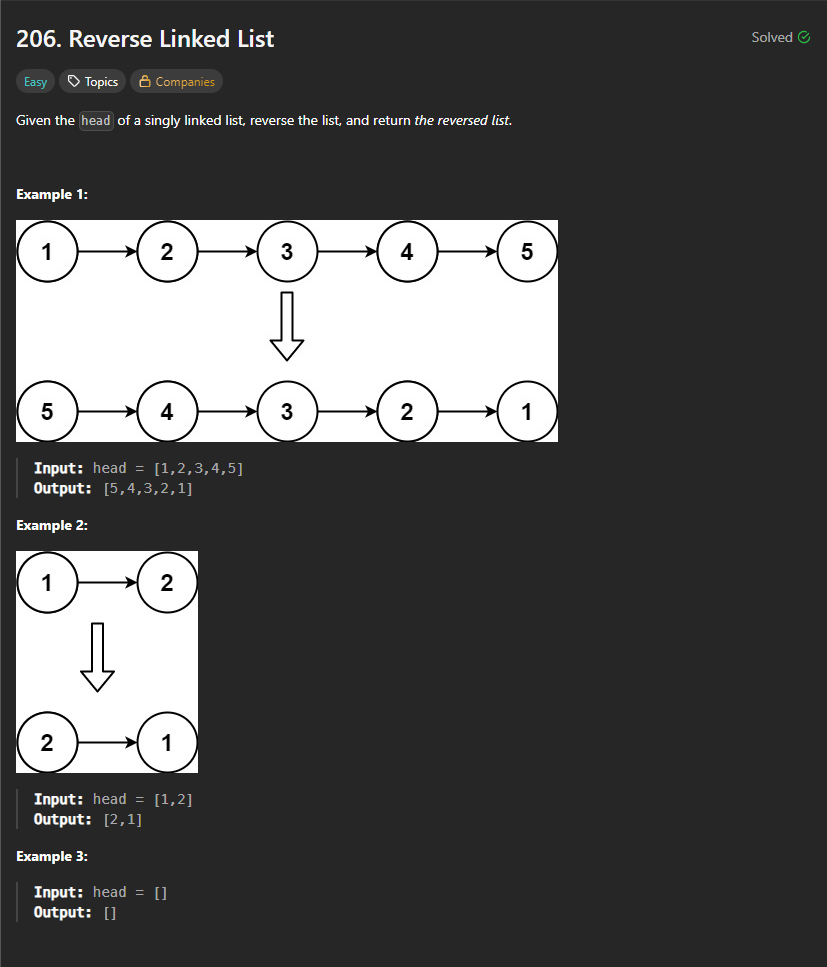 206. Reverse Linked List
Solved
Easy
Topics
Companies
Given the head of a singly linked list, reverse the list, and return the reversed list.
Example 1:
1 2 3 4 5
5 4 3 2 1
Input: head = [1,2,3,4,5]
Output: [5,4,3,2,1]
Example 2:
1 2
2 1
Input: head = [1,2]
Output: [2,1]
Example 3:
Input: head = []
Output: []